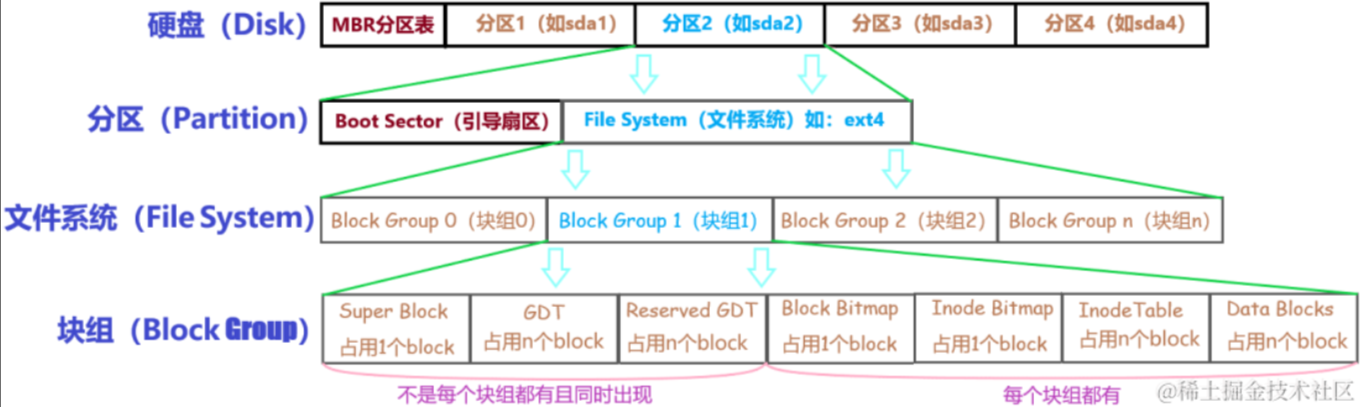 硬盘（Disk） MBR分区表 分区1（如sda1） 分区2（如sda2） 分区3（如sda3） 分区4（如sda4）
分区（Partition） Boot Sector（引导扇区） File System（文件系统）如：ext4
文件系统（File System） Block Group 0（块组0） Block Group 1（块组1） Block Group 2（块组2） Block Group n（块组n）
块组（Block Group） Super Block GDT Reserved GDT Block Bitmap Inode Bitmap InodeTable Data Blocks
占用1个block 占用n个block 占用n个block 占用1个block 占用1个block 占用n个block 占用n个block
不是每个块组都有且同时出现 每个块组都有
@稀土掘金技术社区